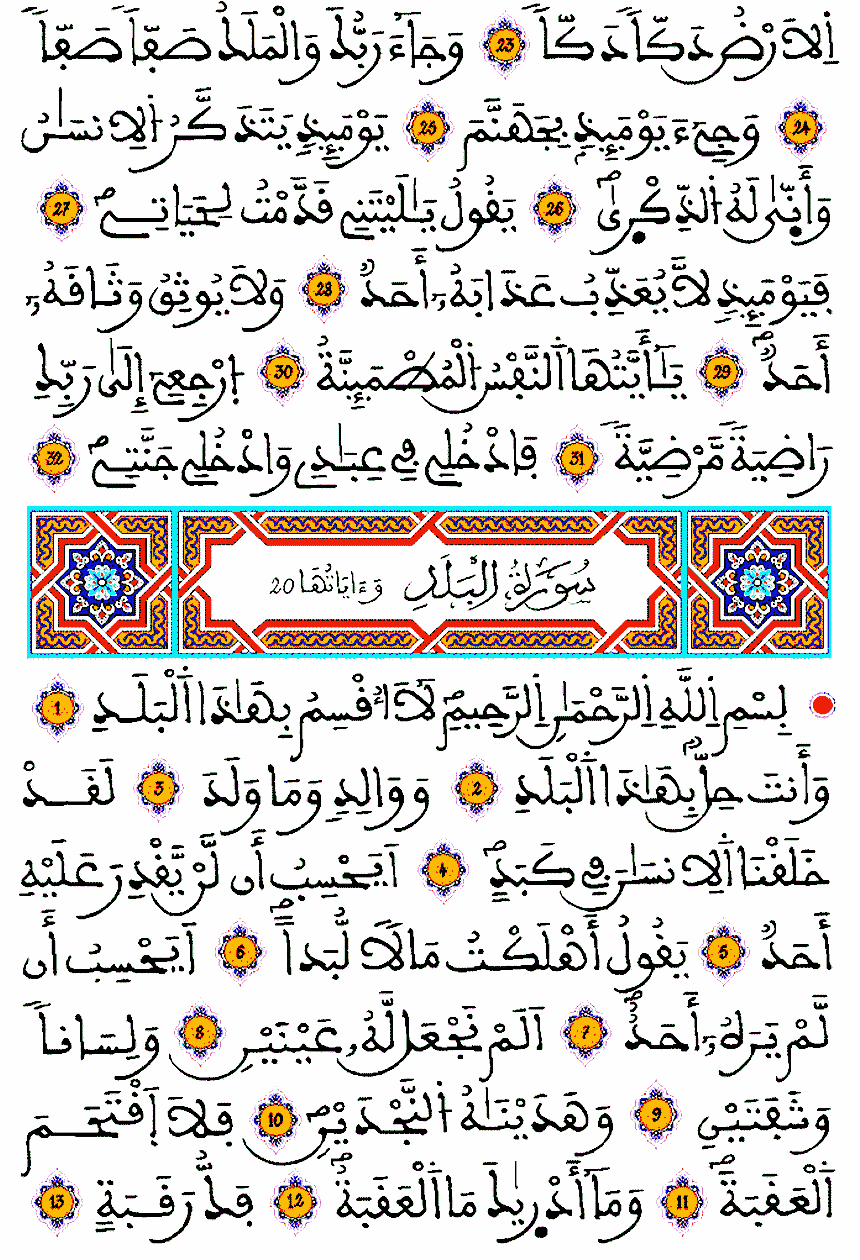 اِ۬لَارْضُ دَكّاٗ دَكّاٗ 23 وَجَآءَ رَبُّكَ وَالْمَلَكُ صَفّاٗ صَفّاٗ
24 وَجِےٓءَ يَوْمَئِذِۢ بِجَهَنَّمَ 25 يَوْمَئِذٖ يَتَذَكَّرُ اُ۬لِانسَٰنُ
وَأَنّ۪ىٰ لَهُ اُ۬لذِّكْر۪ىٰۖ 26 يَقُولُ يَٰلَيْتَنِے قَدَّمْتُ لِحَيَاتِےۖ 27
فَيَوْمَئِذٖ لَّا يُعَذِّبُ عَذَابَهُۥٓ أَحَدٞ 28 وَلَا يُوثِقُ وَثَاقَهُۥٓ
أَحَدٞۖ 29 يَٰٓأَيَّتُهَا اَ۬لنَّفْسُ اُ۬لْمُطْمَئِنَّةُ 30 اُ۪رْجِعِےٓ إِلَىٰ رَبِّكِ
رَاضِيَةٗ مَّرْضِيَّةٗ 31 فَادْخُلِے فِے عِبَٰدِے وَادْخُلِے جَنَّتِےۖ 32
سُورَةُ الْبَلَدِ وَءَايَاتُهَا 20
بِسْمِ اِ۬للَّهِ اِ۬لرَّحْمَٰنِ اِ۬لرَّحِيمِ لَآ أُقْسِمُ بِهَٰذَا اَ۬لْبَلَدِ 1
وَأَنتَ حِلُّۢ بِهَٰذَا اَ۬لْبَلَدِ 2 وَوَالِدٖ وَمَا وَلَدَ 3 لَقَدْ
خَلَقْنَا اَ۬لِانسَٰنَ فِے كَبَدٍۖ 4 اَيَحْسِبُ أَن لَّنْ يَّقْدِرَ عَلَيْهِ
أَحَدٞ 5 يَقُولُ أَهْلَكْتُ مَالاٗ لُّبَداًۖ 6 اَيَحْسِبُ أَن
لَّمْ يَرَهُۥٓ أَحَدٌۖ 7 اَلَمْ نَجْعَل لَّهُۥ عَيْنَيْنِ 8 وَلِسَاناٗ
وَشَفَتَيْنِ 9 وَهَدَيْنَٰهُ اُ۬لنَّجْدَيْنِۖ 10 فَلَا اَ۪قْتَحَمَ
اَ۬لْعَقَبَةَۖ 11 وَمَآ أَدْر۪ىٰكَ مَا اَ۬لْعَقَبَةُۖ 12 فَكُّ رَقَبَةٍ 13